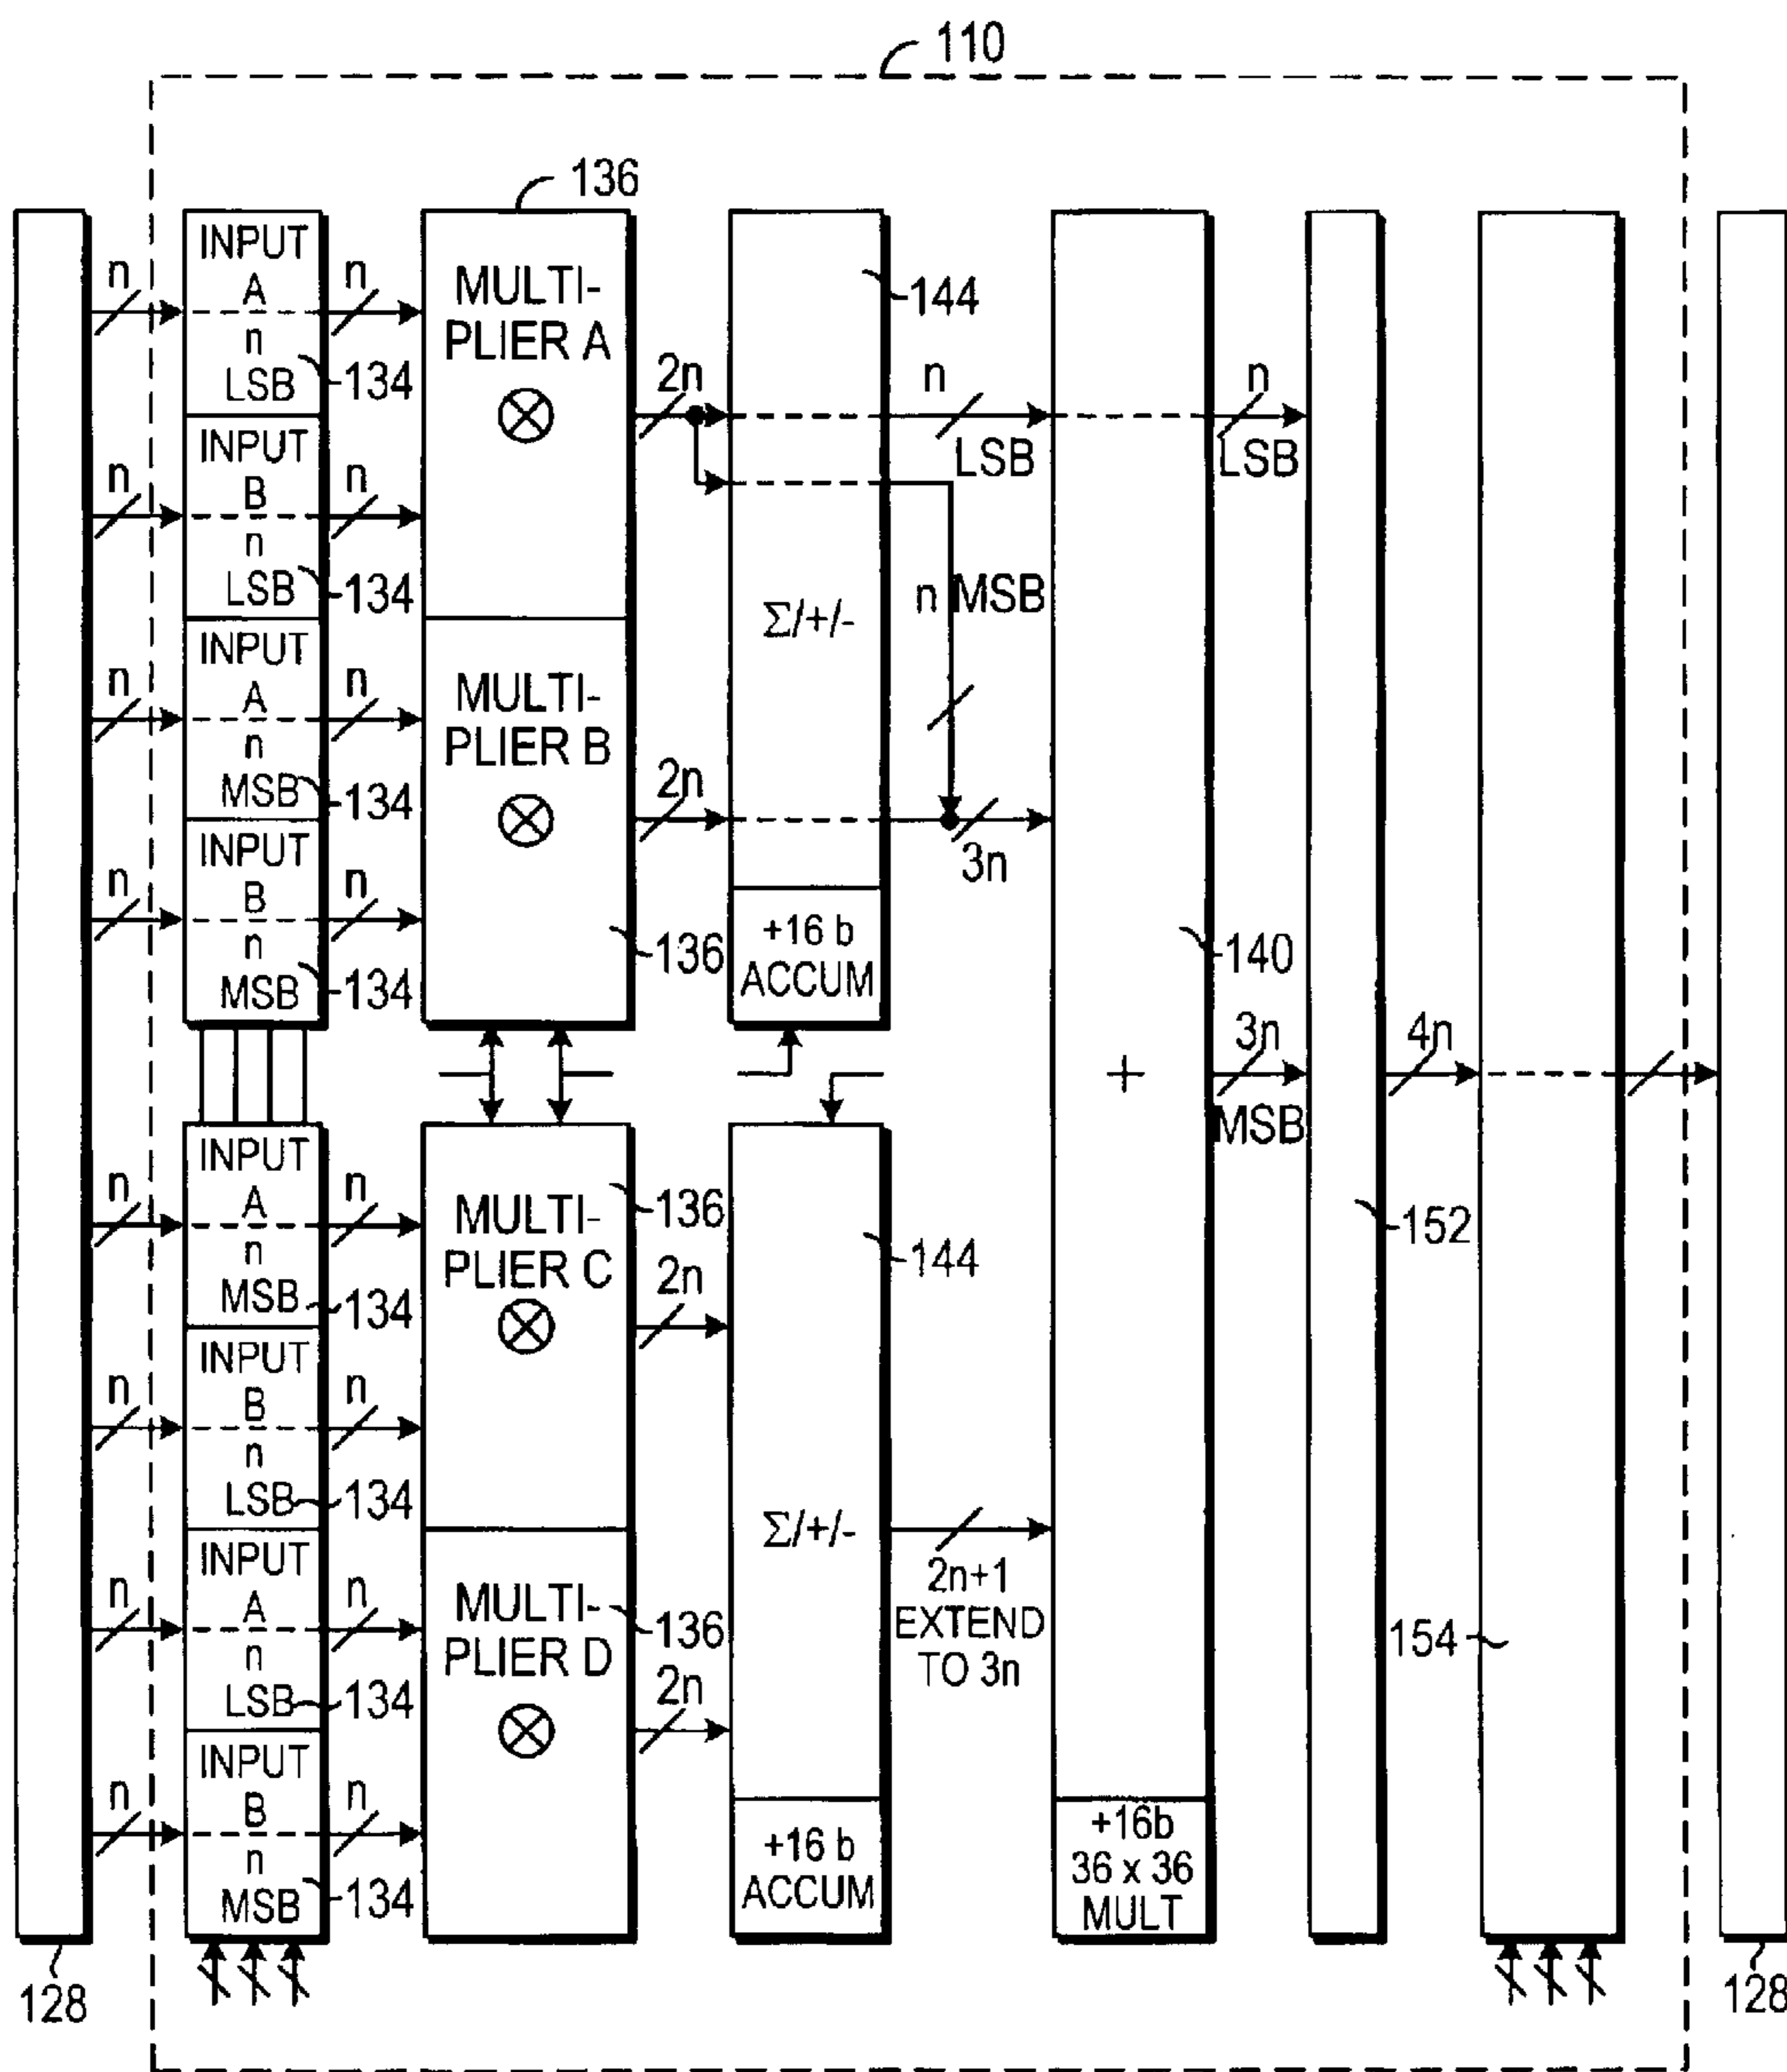 110
136
INPUT
A
n
LSB
134
INPUT
B
n
LSB
134
INPUT
A
n
MSB
134
INPUT
B
n
MSB
134
n
n
n
n
n
n
n
n
MULTI-
PLIER A
MULTI-
PLIER B
136
2n
2n
144
Σ/+/-
+16 b
ACCUM
n
LSB
n MSB
3n
n
LSB
140
+
3n
MSB
4n
INPUT
A
n
MSB
134
INPUT
B
n
LSB
134
INPUT
A
n
LSB
134
INPUT
B
n
MSB
134
n
n
n
n
n
n
n
n
MULTI-
PLIER C
136
2n
MULTI-
PLIER D
136
2n
144
Σ/+/-
+16 b
ACCUM
2n+1
EXTEND
TO 3n
+16b
36 x 36
MULT
152
154
128
128